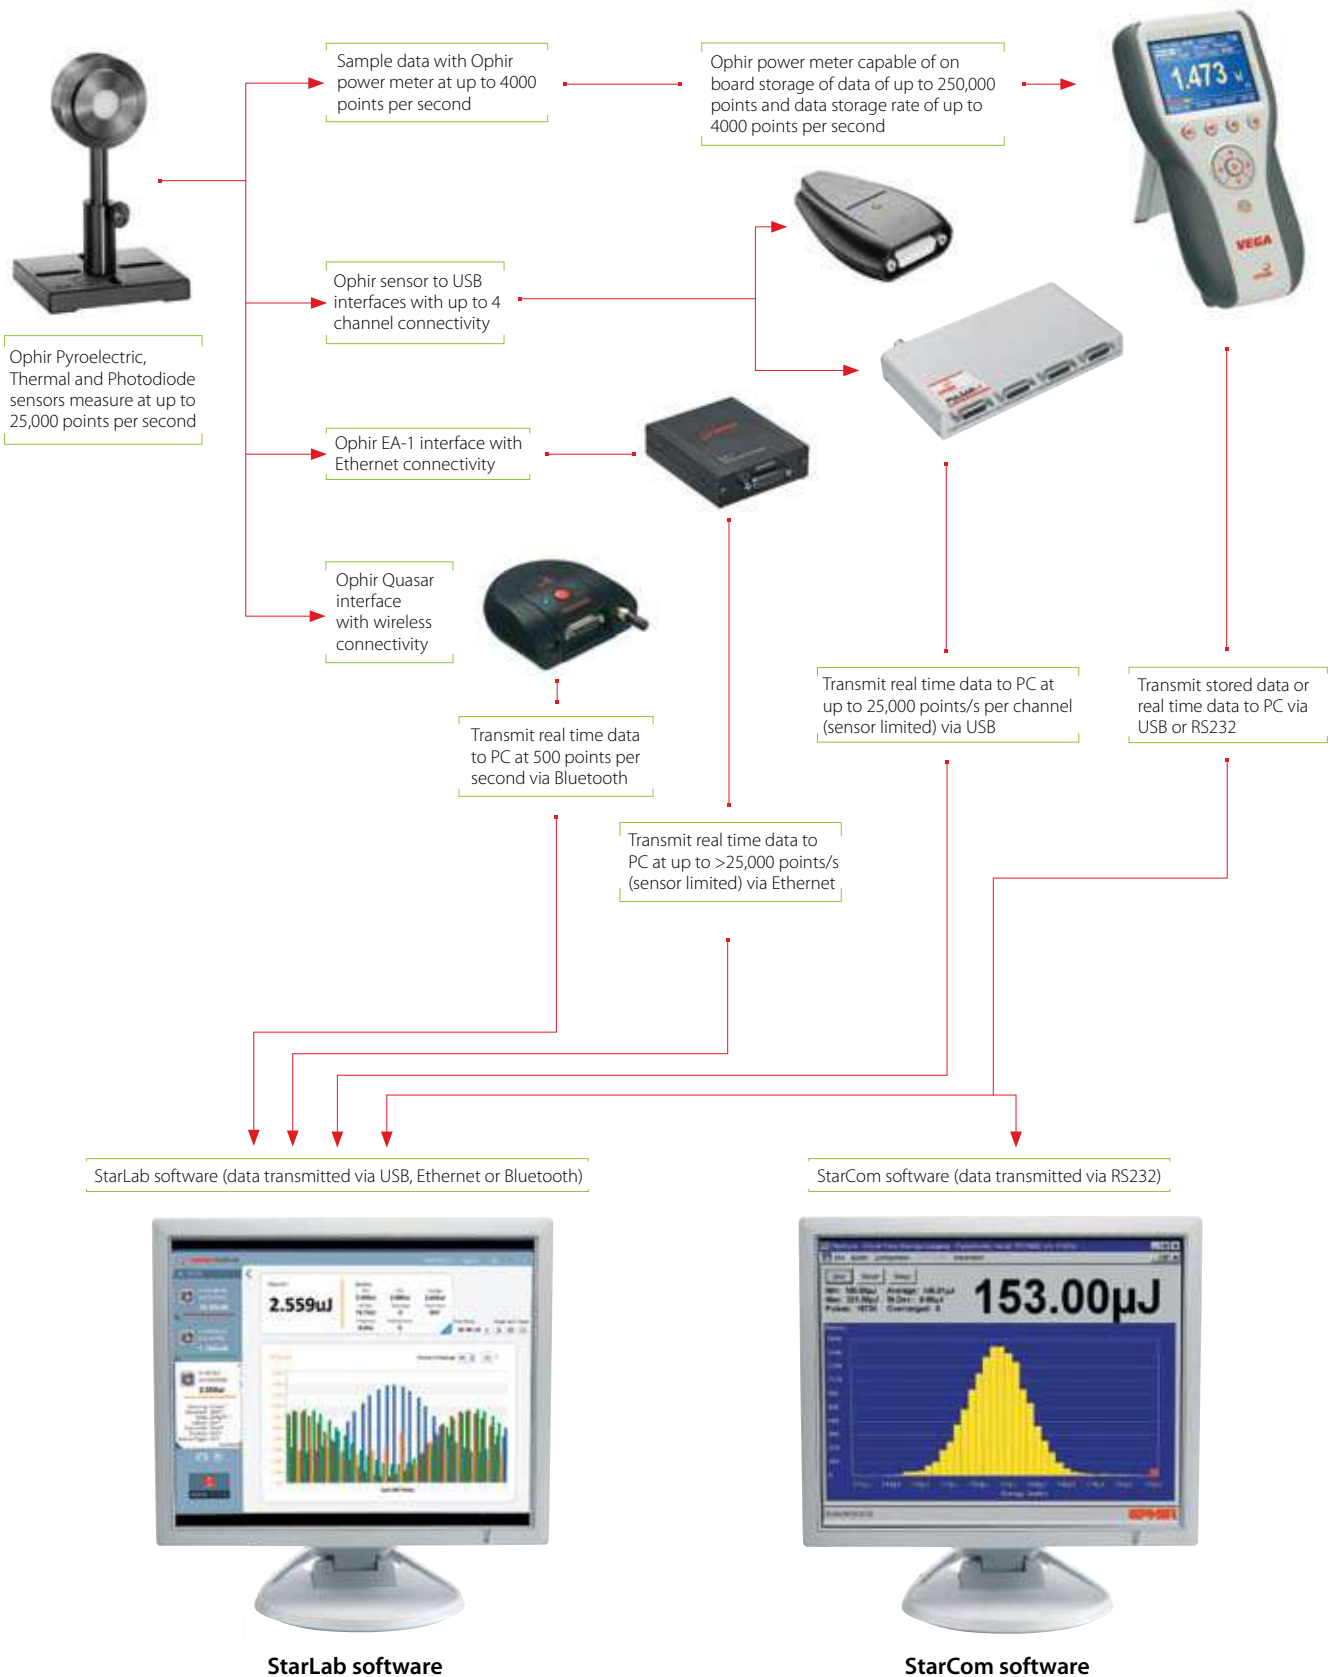 Sample data with Ophir
power meter at up to 4000
points per second
Ophir power meter capable of on
board storage of data of up to 250,000
points and data storage rate of up to
4000 points per second
1.473
VEGA
Ophir sensor to USB
interfaces with up to 4
channel connectivity
Ophir Pyroelectric,
Thermal and Photodiode
sensors measure at up to
25,000 points per second
Ophir EA-1 interface with
Ethernet connectivity
Ophir Quasar
interface
with wireless
connectivity
Transmit real time data to PC at
up to 25,000 points/s per channel
(sensor limited) via USB
Transmit stored data or
real time data to PC via
USB or RS232
Transmit real time data
to PC at 500 points per
second via Bluetooth
Transmit real time data to
PC at up to >25,000 points/s
(sensor limited) via Ethernet
StarLab software (data transmitted via USB, Ethernet or Bluetooth)
StarCom software (data transmitted via RS232)
2.559uJ
153.00µJ
OPHIR
StarLab software
StarCom software